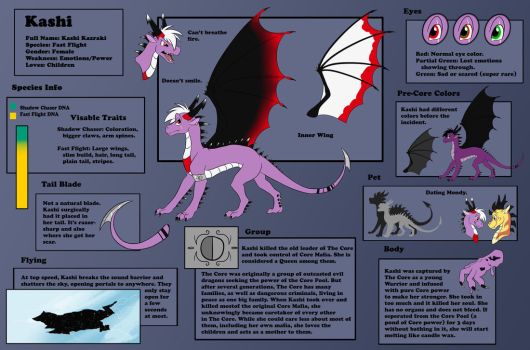 Kashi
Full Name: Kashi Kazraki
Species: Fast Flight
Gender: Female
Weakness: Emotions/Power
Loves: Children
Can't breathe
fire.
Doesn't smile.
Inner Wing
Eyes
Red: Normal eye color.
Partial Green: Lost emotions
showing through.
Green: Sad or scared (super rare)
Species Info
Shadow Chaser DNA
Fast Flight DNA
Visable Traits
Shadow Chaser: Coloration,
bigger claws, arm spines.
Fast Flight: Large wings,
slim build, hair, long tail,
plain tail, stripes.
Pre-Core Colors
Kashi had different
colors before the
incident.
Tail Blade
Not a natural blade.
Kashi surgically
had it placed in
her tail. It's razor-
sharp and also
where she got her
scar.
Pet
Dating Mondy.
Group
Kashi killed the old leader of The Core
and took control of Core Mafia. She is
considered a Queen among them.
The Core was originally a group of outcasted evil
dragons seeking the power of the Core Pool. But
after several generations, The Core has many
families, as well as dangerous criminals, living in
peace as one big family. When Kashi took over and
killed most of the original Core Mafia, she
unknowingly became caretaker of every other
in The Core. While she could care less about most of
them, including her own mafia, she loves the
children and acts as a mother to them.
Body
Kashi was captured by
The Core as a young
Warrior and infused
with pure Core power
to make her stronger. She took in
too much and it killed her soul. She
has no organs and does not bleed. If
seperated from the Core Pool (a
pond of Core power) for 3 days
without bathing in it, she will start
melting like candle wax.
Flying
At top speed, Kashi breaks the sound barrier and
shatters the sky, opening portals to anywhere. They
only stay
open for
a few
seconds
at most.